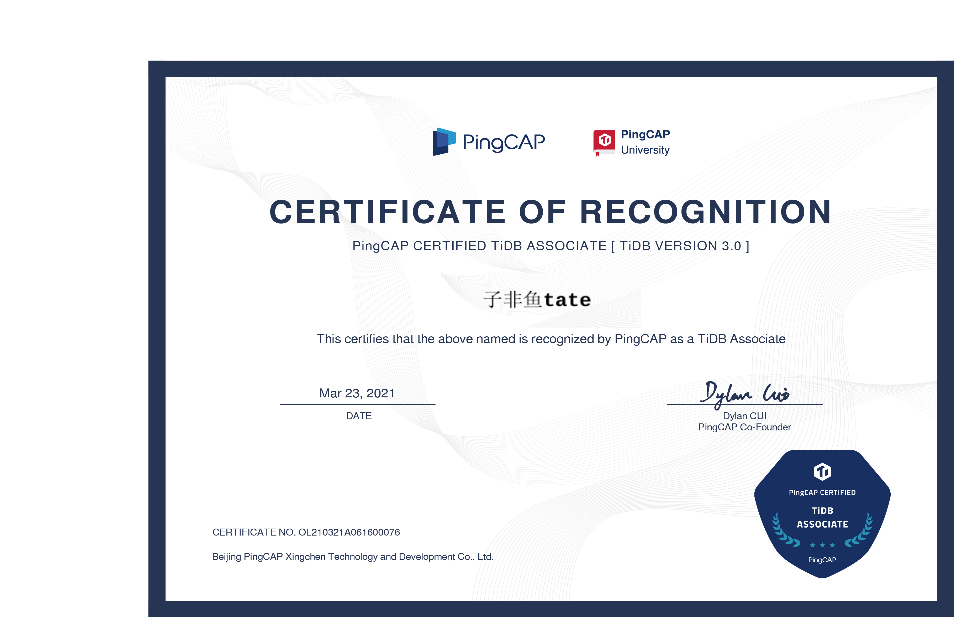 PingCAP
PingCAP
University
CERTIFICATE OF RECOGNITION
PingCAP CERTIFIED TiDB ASSOCIATE [ TiDB VERSION 3.0 ]
子非鱼tate
This certifies that the above named is recognized by PingCAP as a TiDB Associate
Mar 23, 2021
DATE
Dylan Cui
Dylan CUI
PingCAP Co-Founder
PingCAP CERTIFIED
TiDB
ASSOCIATE
PingCAP
CERTIFICATE NO. OL210321A061600076
Beijing PingCAP Xingchen Technology and Development Co., Ltd.